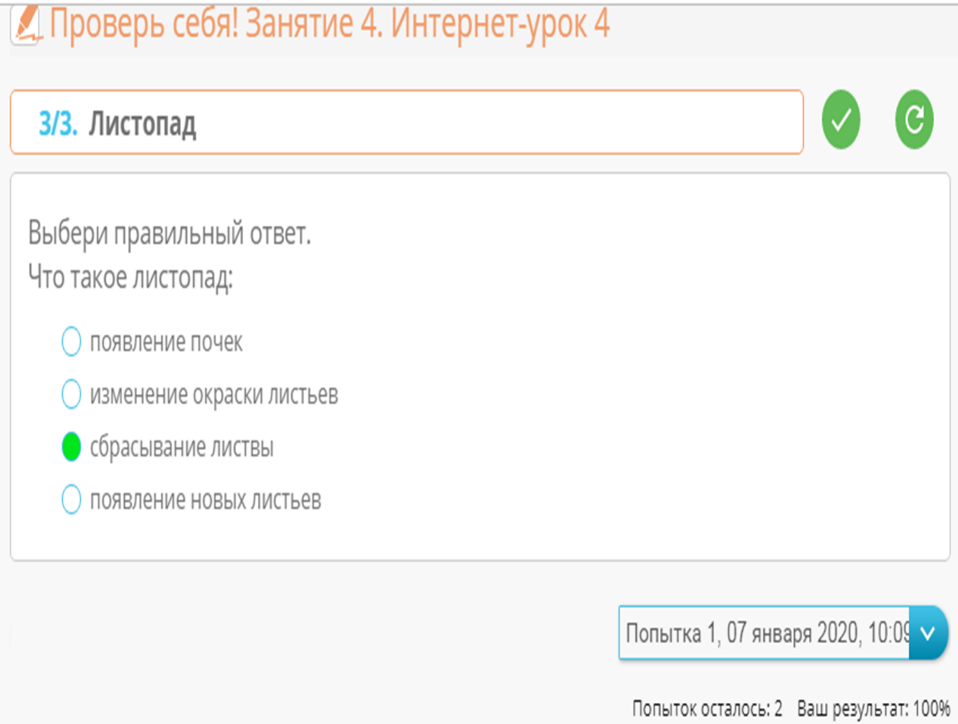 Проверь себя! Занятие 4. Интернет-урок 4
3/3. Листопад
Выбери правильный ответ.
Что такое листопад:
появление почек
изменение окраски листьев
сбрасывание листвы
появление новых листьев
Попытка 1, 07 января 2020, 10:09
Попыток осталось: 2 Ваш результат: 100%